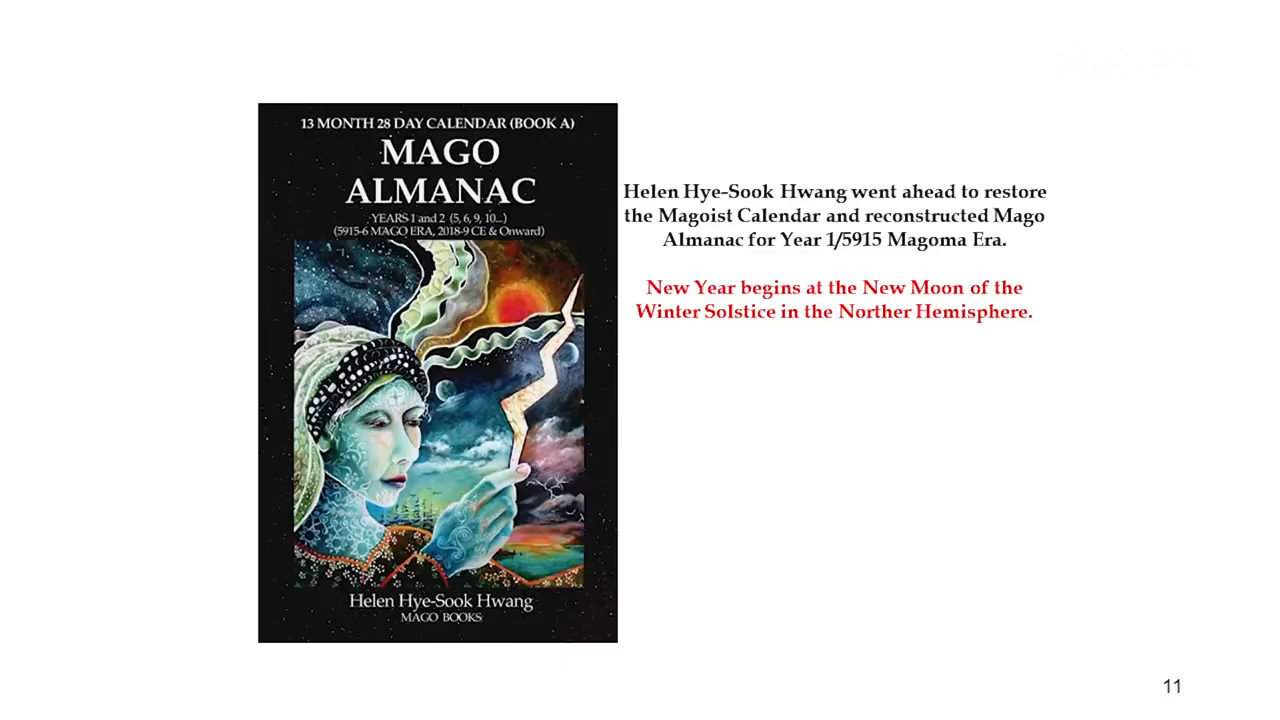 13 MONTH 28 DAY CALENDAR (BOOK A)
MAGO
ALMANAC
YEARS 1 and 2 (5, 6, 9, 10...)
(5915-6 MAGO ERA, 2018-9 CE & Onward)
Helen Hye-Sook Hwang
MAGO BOOKS
Helen Hye-Sook Hwang went ahead to restore
the Magoist Calendar and reconstructed Mago
Almanac for Year 1/5915 Magoma Era.
New Year begins at the New Moon of the
Winter Solstice in the Norther Hemisphere.
11